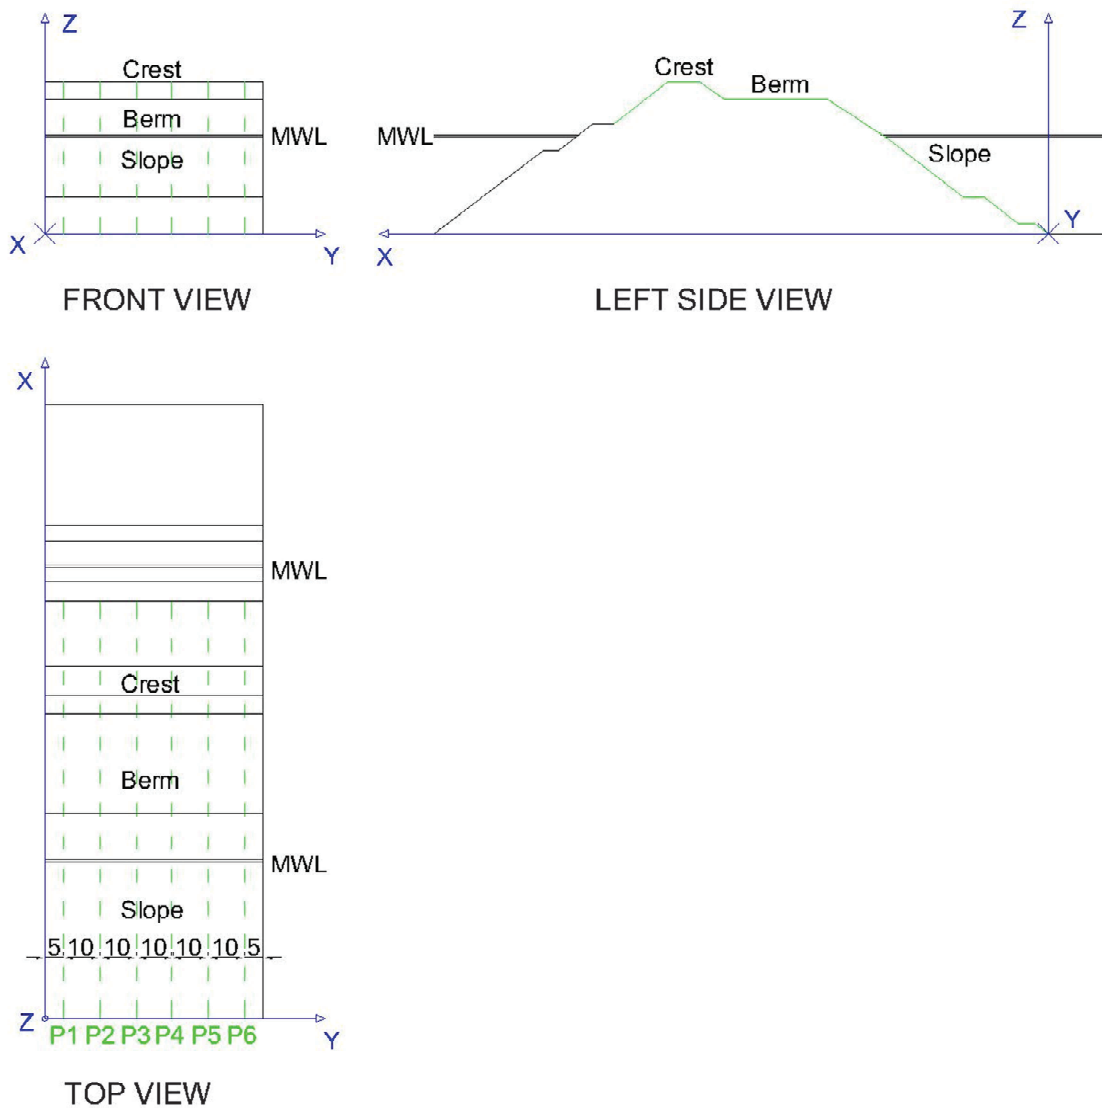 Z
Crest
Berm
MWL
Slope
X
Y
FRONT VIEW
Z
Crest
Berm
MWL
Slope
Y
X
LEFT SIDE VIEW
X
MWL
Crest
Berm
MWL
Slope
5 10 10 10 10 10 5
Z
P1 P2 P3 P4 P5 P6
Y
TOP VIEW